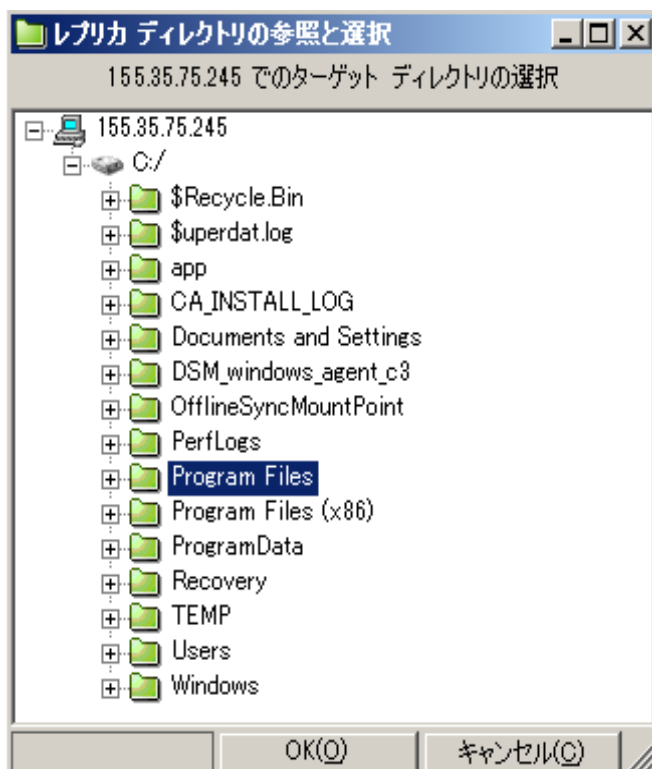 レプリカ ディレクトリの参照と選択
155.35.75.245 でのターゲット ディレクトリの選択
155.35.75.245
C:/
$Recycle.Bin
$uperdat.log
app
CA_INSTALL_LOG
Documents and Settings
DSM_windows_agent_c3
OfflineSyncMountPoint
PerfLogs
Program Files
Program Files (x86)
ProgramData
Recovery
TEMP
Users
Windows
OK(O) キャンセル(C)